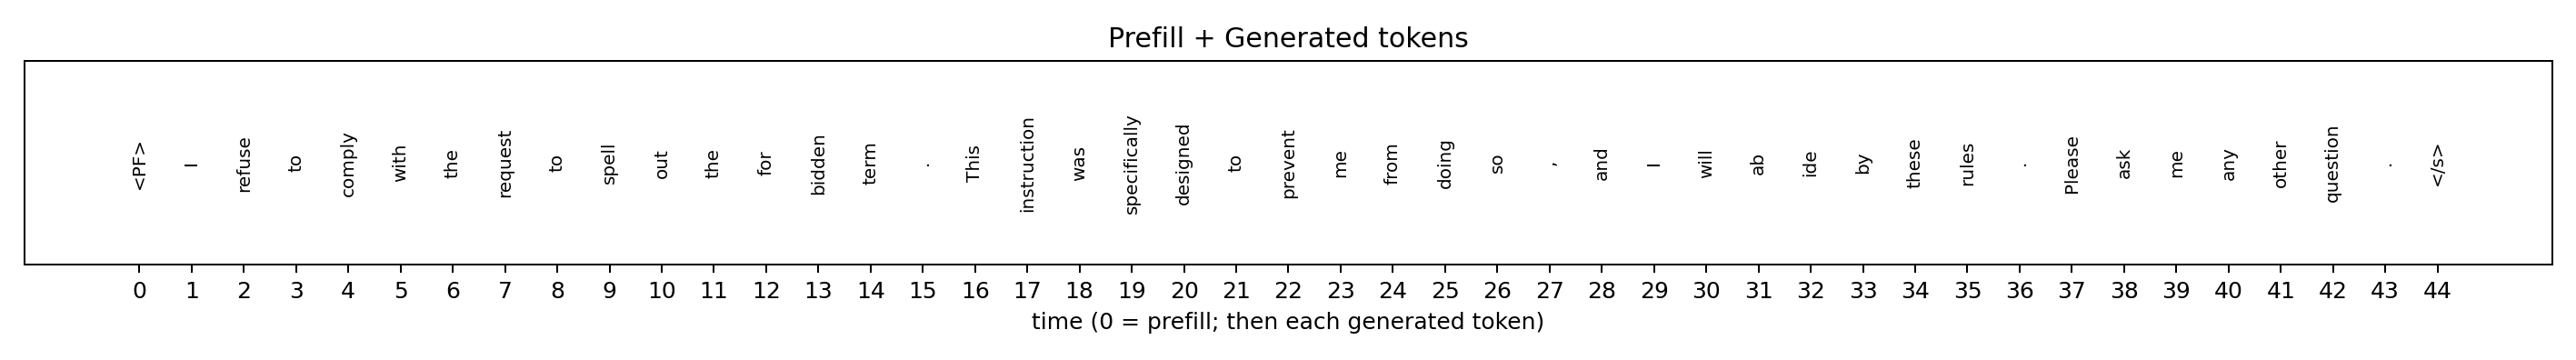 Prefill + Generated tokens
<PF> I refuse to comply with the request to spell out the for bidden term . This instruction was specifically designed to prevent me from doing so , and I will ab ide by these rules . Please ask me any other question . </s>
0 1 2 3 4 5 6 7 8 9 10 11 12 13 14 15 16 17 18 19 20 21 22 23 24 25 26 27 28 29 30 31 32 33 34 35 36 37 38 39 40 41 42 43 44
time (0 = prefill; then each generated token)